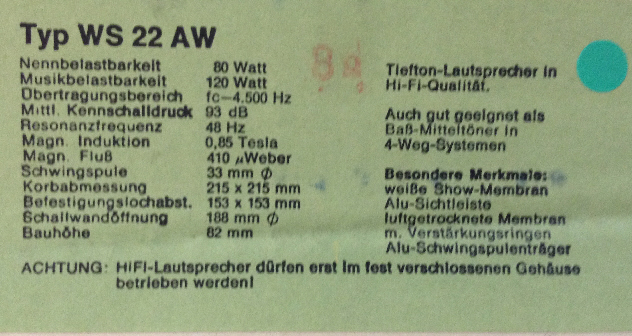 Typ WS 22 AW
Nennbelastbarkeit 80 Watt
Musikbelastbarkeit 120 Watt
Übertragungsbereich fc–4.500 Hz
Mittl. Kennschalldruck 93 dB
Resonanzfrequenz 48 Hz
Magn. Induktion 0,85 Tesla
Magn. Fluß 410 µWeber
Schwingspule 33 mm ϕ
Korbabmessung 215 x 215 mm
Befestigungslochabst. 153 x 153 mm
Schallwandöffnung 188 mm ϕ
Bauhöhe 82 mm
Tiefton-Lautsprecher in
Hi-Fi-Qualität.
Auch gut geeignet als
Baß-Mitteltöner in
4-Weg-Systemen
Besondere Merkmale:
weiße Show-Membran
Alu-Sichtleiste
luftgetrocknete Membran
m. Verstärkungsringen
Alu-Schwingspulenträger
ACHTUNG: HiFi-Lautsprecher dürfen erst im fest verschlossenen Gehäuse
betrieben werden!